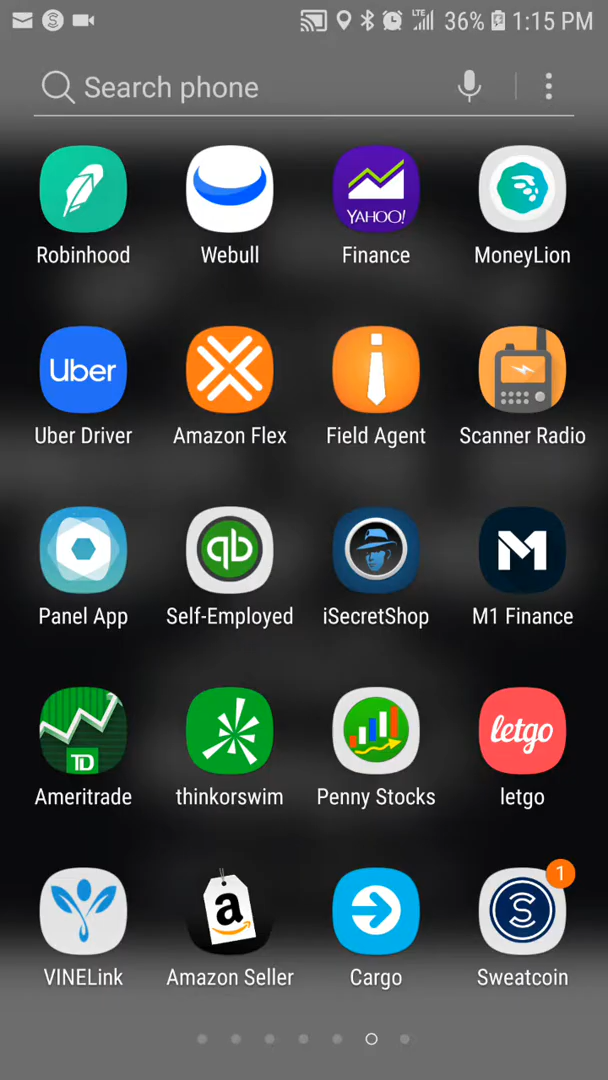 LTE 36% 1:15 PM
Search phone
YAHOO!
Robinhood Webull Finance MoneyLion
Uber
Uber Driver Amazon Flex Field Agent Scanner Radio
qb M
Panel App Self-Employed iSecretShop M1 Finance
TD letgo
Ameritrade thinkorswim Penny Stocks letgo
a S 1
VINELink Amazon Seller Cargo Sweatcoin